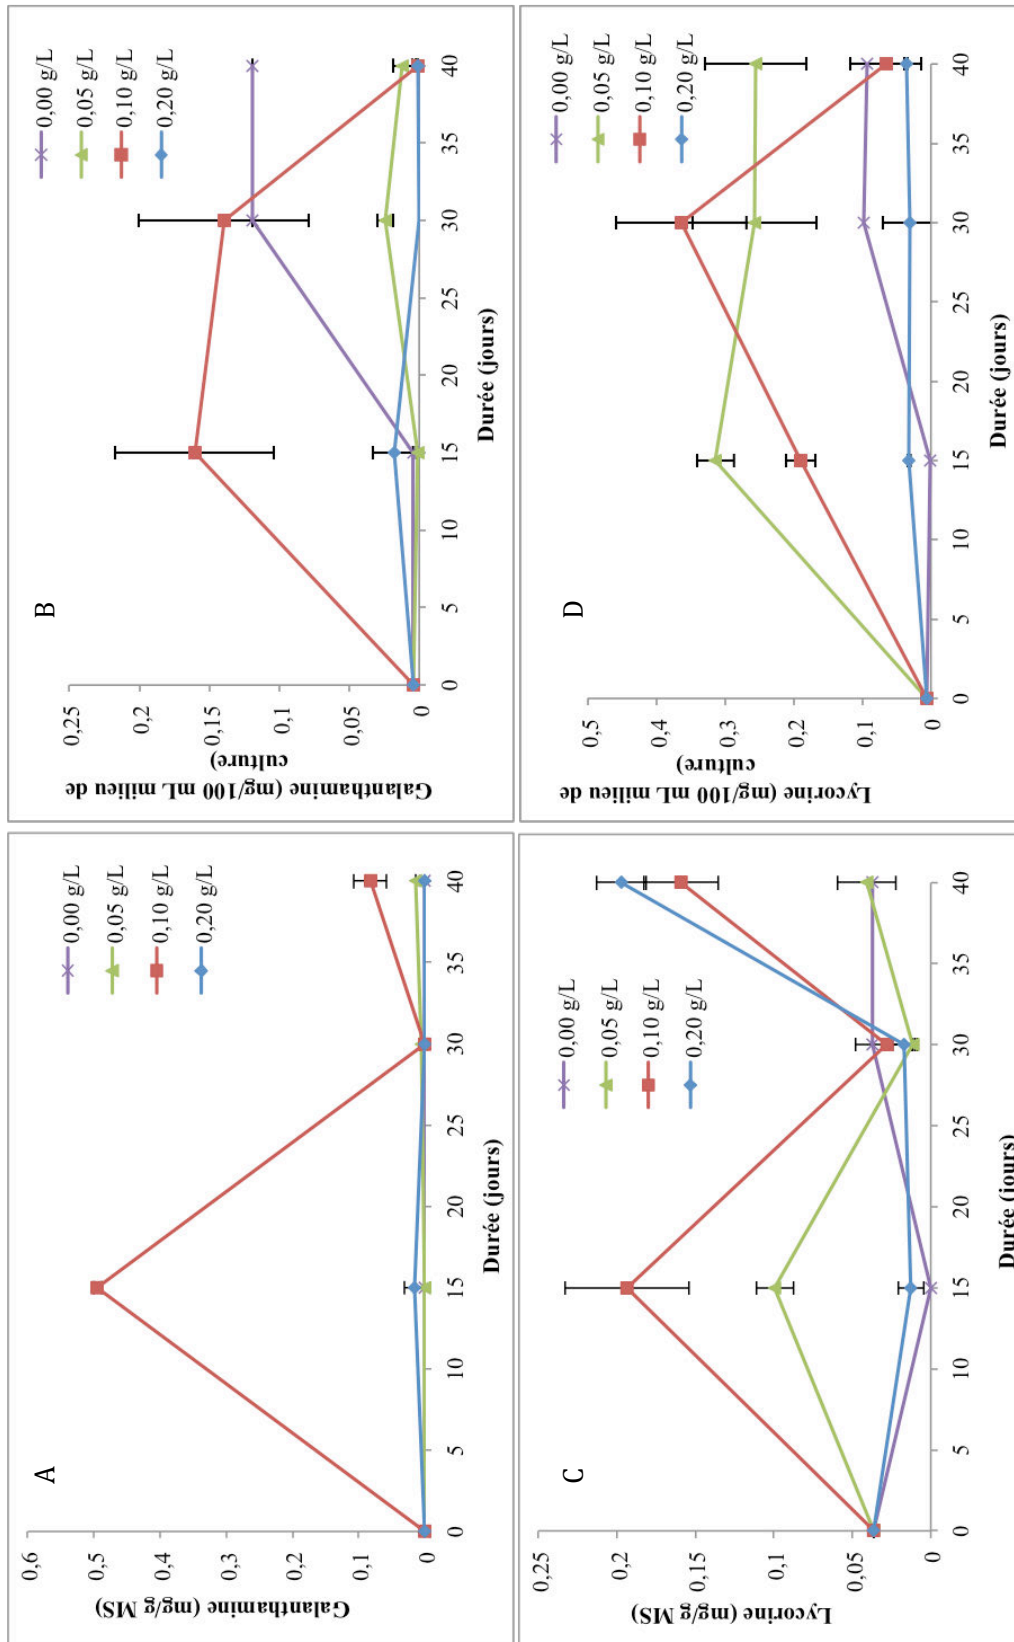 A
Galanthamine (mg/g MS)
0,6
0,5
0,4
0,3
0,2
0,1
0
0 5 10 15 20 25 30 35 40
Durée (jours)
0,00 g/L
0,05 g/L
0,10 g/L
0,20 g/L
B
Galanthamine (mg/100 mL milieu de
culture)
0,25
0,2
0,15
0,1
0,05
0
0 5 10 15 20 25 30 35 40
Durée (jours)
0,00 g/L
0,05 g/L
0,10 g/L
0,20 g/L
C
Lycorine (mg/g MS)
0,25
0,2
0,15
0,1
0,05
0
0 5 10 15 20 25 30 35 40
Durée (jours)
0,00 g/L
0,05 g/L
0,10 g/L
0,20 g/L
D
Lycorine (mg/100 mL milieu de
culture)
0,5
0,4
0,3
0,2
0,1
0
0 5 10 15 20 25 30 35 40
Durée (jours)
0,00 g/L
0,05 g/L
0,10 g/L
0,20 g/L